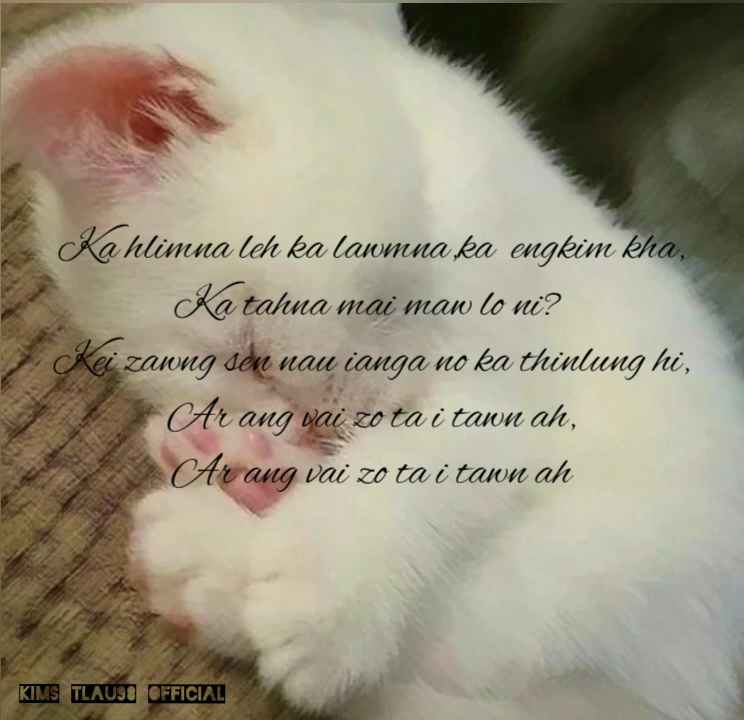 Ka hlimna leh ka lawmna,ka engkim kha,
Ka tahna mai maw lo ni?
Kei zawng sen nau ianga no ka thinlung hi,
Ar ang vai zo ta i tawn ah,
Ar ang vai zo ta i tawn ah
KIMS TLAU98 OFFICIAL